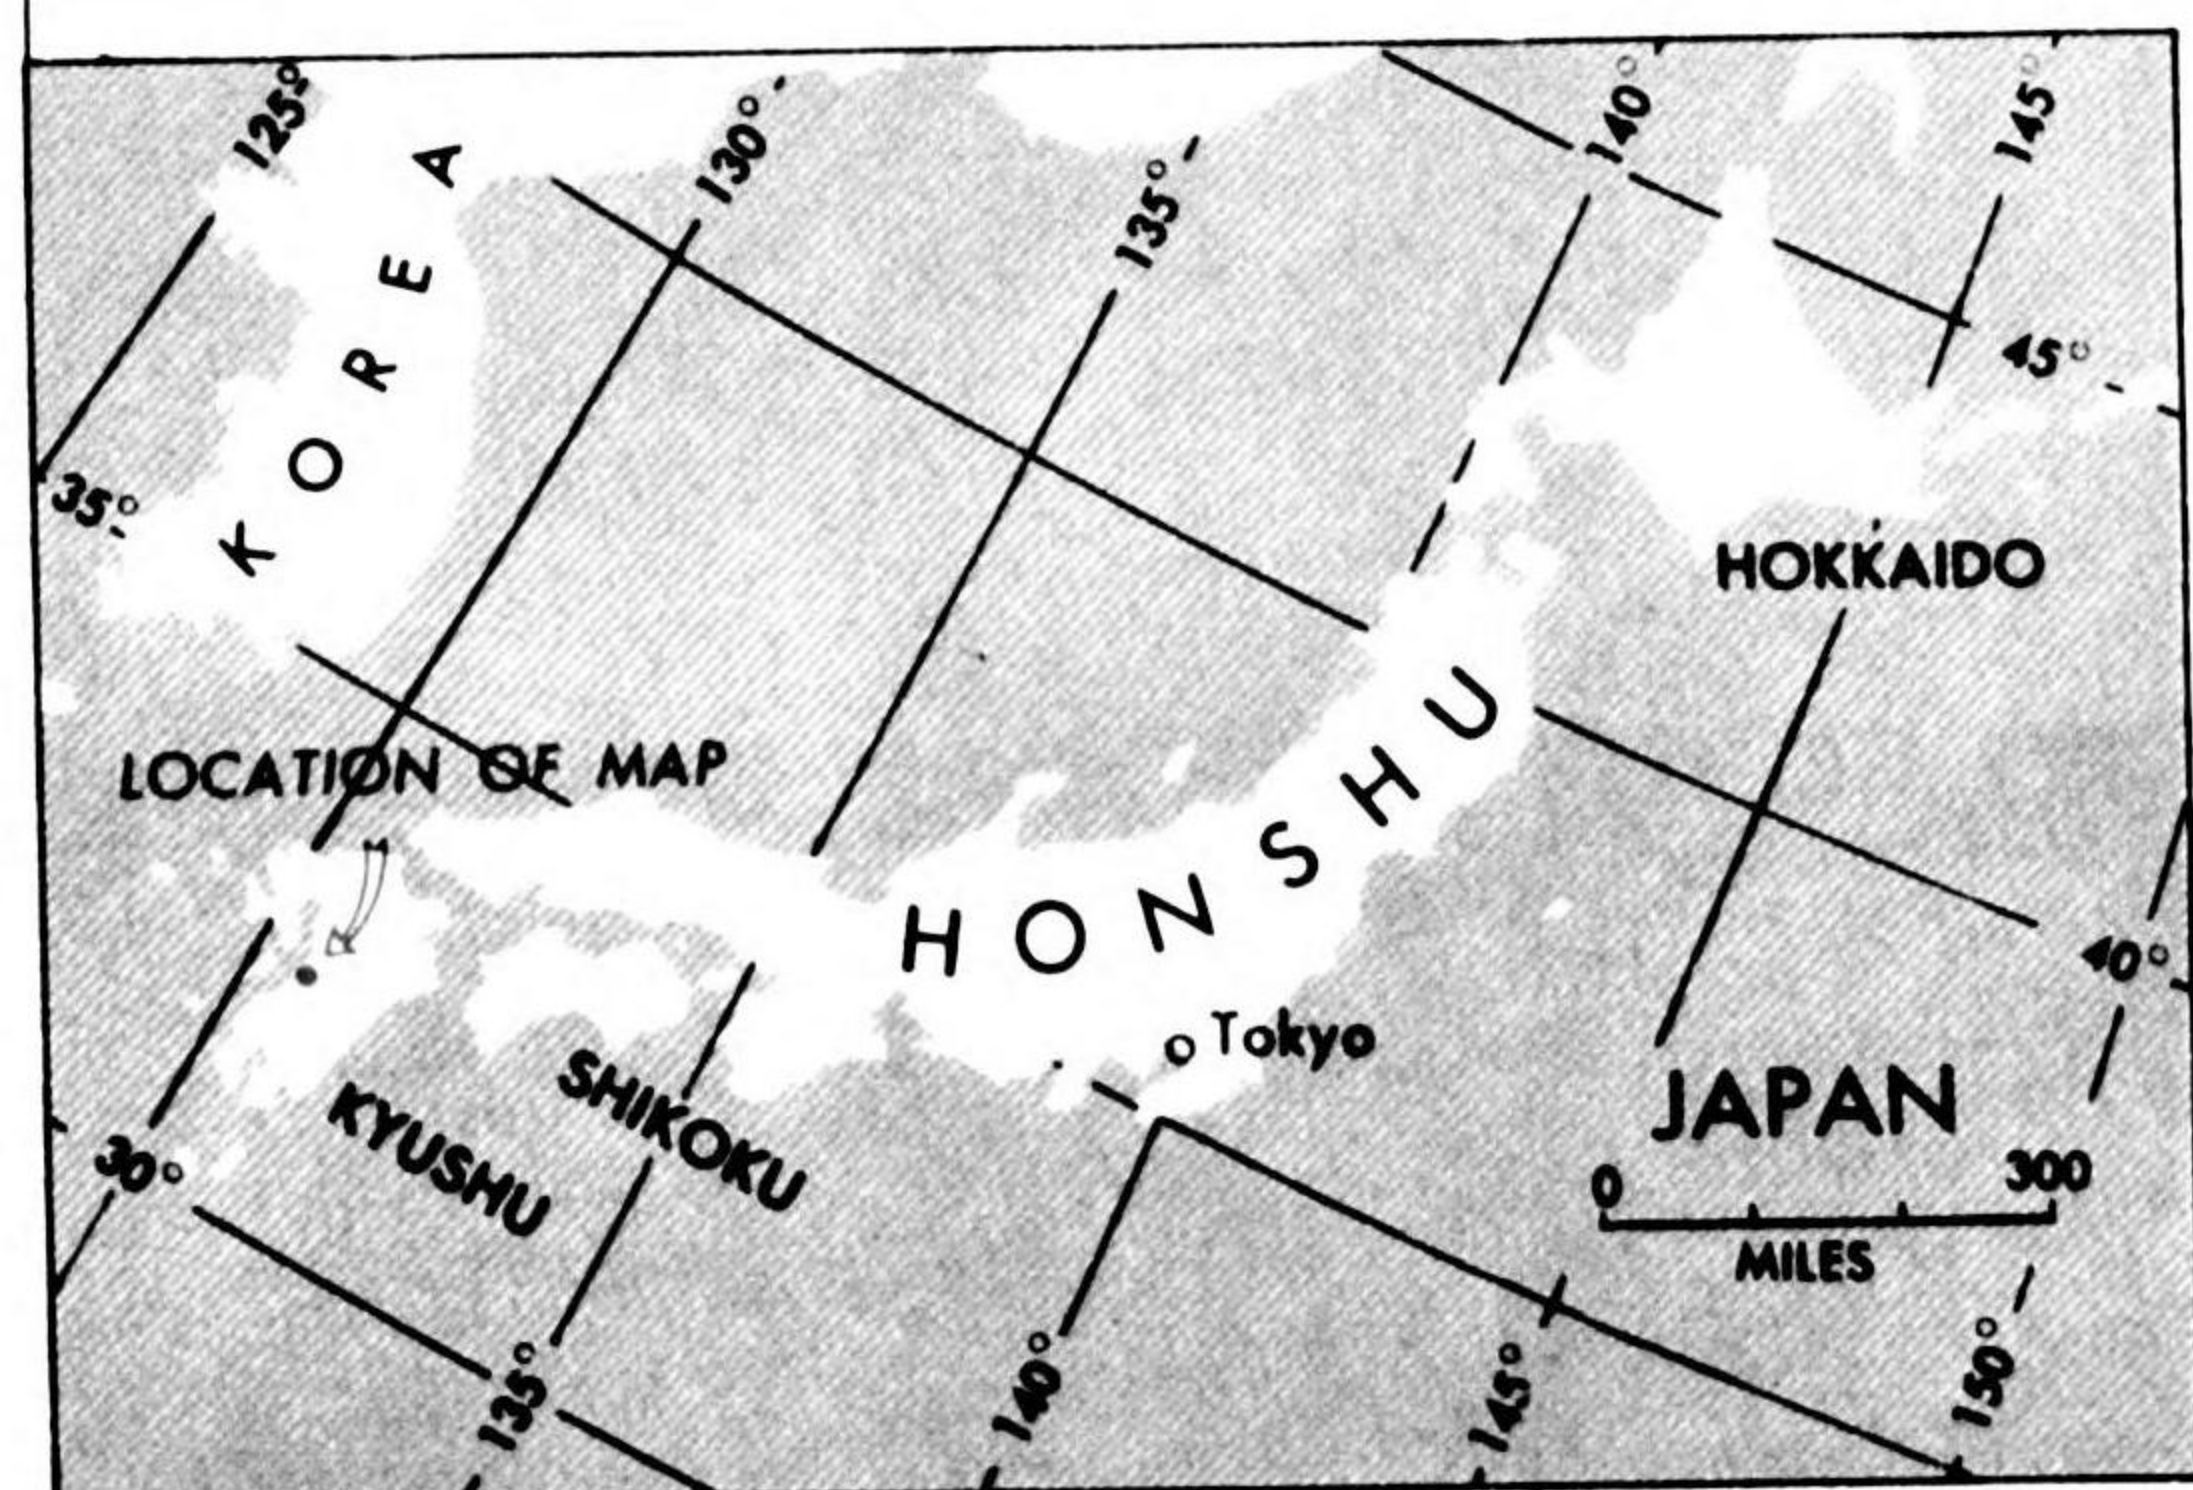 125°
130°
135°
140°
145°
KOREA
45°
35°
HOKKAIDO
LOCATION OF MAP
HONSHU
40°
Tokyo
SHIKOKU
KYUSHU
JAPAN
30°
0 300
MILES
135°
140°
145°
150°